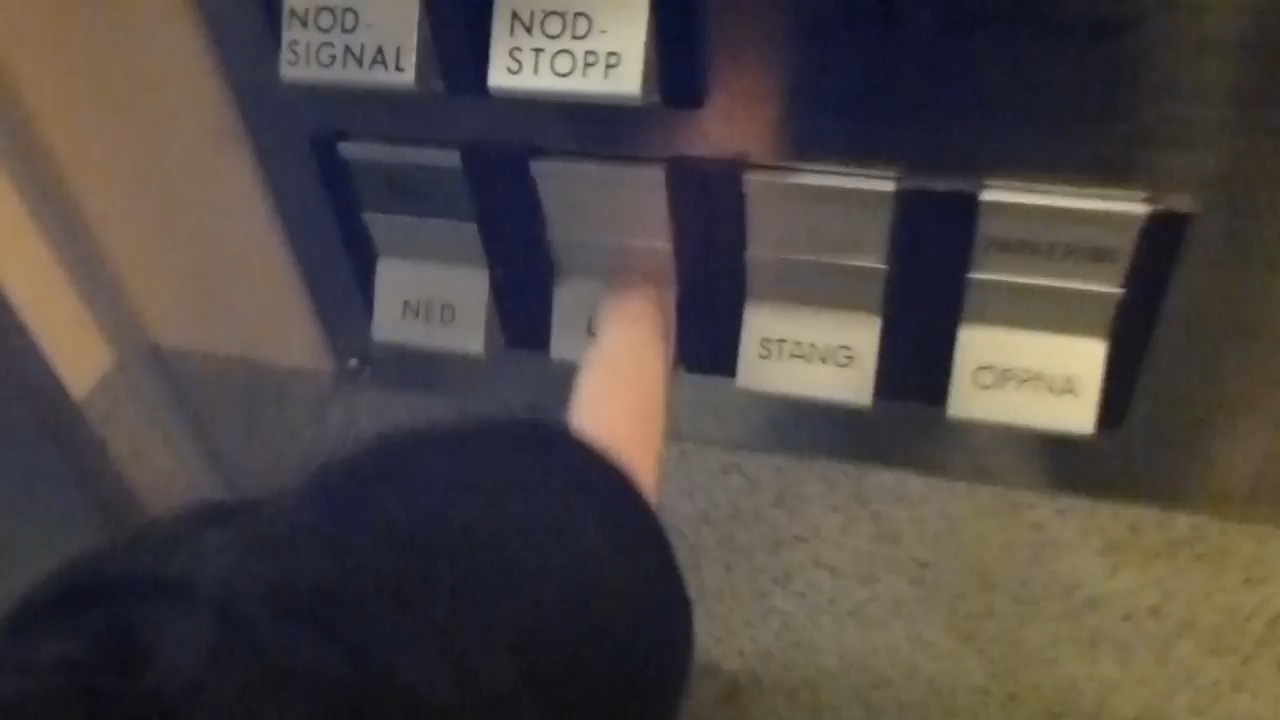 NÖD-
SIGNAL
NÖD-
STOPP
NED
STÄNG
ÖPPNA